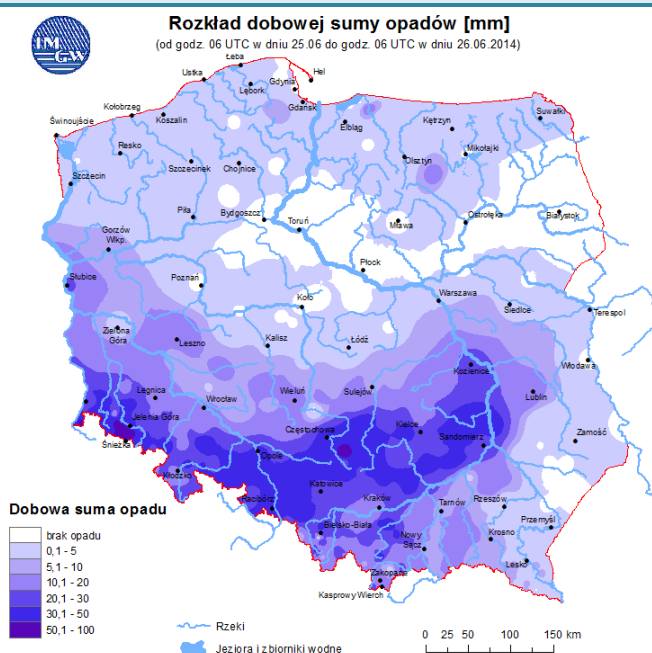 Rozkład dobowej sumy opadów [mm]
(od godz. 06 UTC w dniu 25.06 do godz. 06 UTC w dniu 26.06.2014)
IM
GW
Łeba
Ustka
Hel
Lębork
Gdynia
Gdańsk
Kołobrzeg
Koszalin
Świnoujście
Elbląg
Kętrzyn
Suwałki
Resko
Szczecinek
Chojnice
Olsztyn
Mikołajki
Szczecin
Piła
Bydgoszcz
Toruń
Mława
Ostrołęka
Białystok
Gorzów
Wlkp.
Płock
Słubice
Poznań
Koło
Warszawa
Siedlce
Terespol
Zielona
Góra
Leszno
Kalisz
Łódź
Włodawa
Kozienice
Legnica
Wrocław
Wieluń
Sulejów
Lublin
Jelenia Góra
Częstochowa
Kielce
Sandomierz
Zamość
Śnieżka
Opole
Kłodzko
Katowice
Racibórz
Kraków
Tarnów
Rzeszów
Przemyśl
Bielsko-Biała
Nowy
Sącz
Krosno
Lesko
Zakopane
Kasprowy Wierch
Dobowa suma opadu
brak opadu
0,1 - 5
5,1 - 10
10,1 - 20
20,1 - 30
30,1 - 50
50,1 - 100
Rzeki
Jeziora i zbiorniki wodne
0 25 50 100 150 km